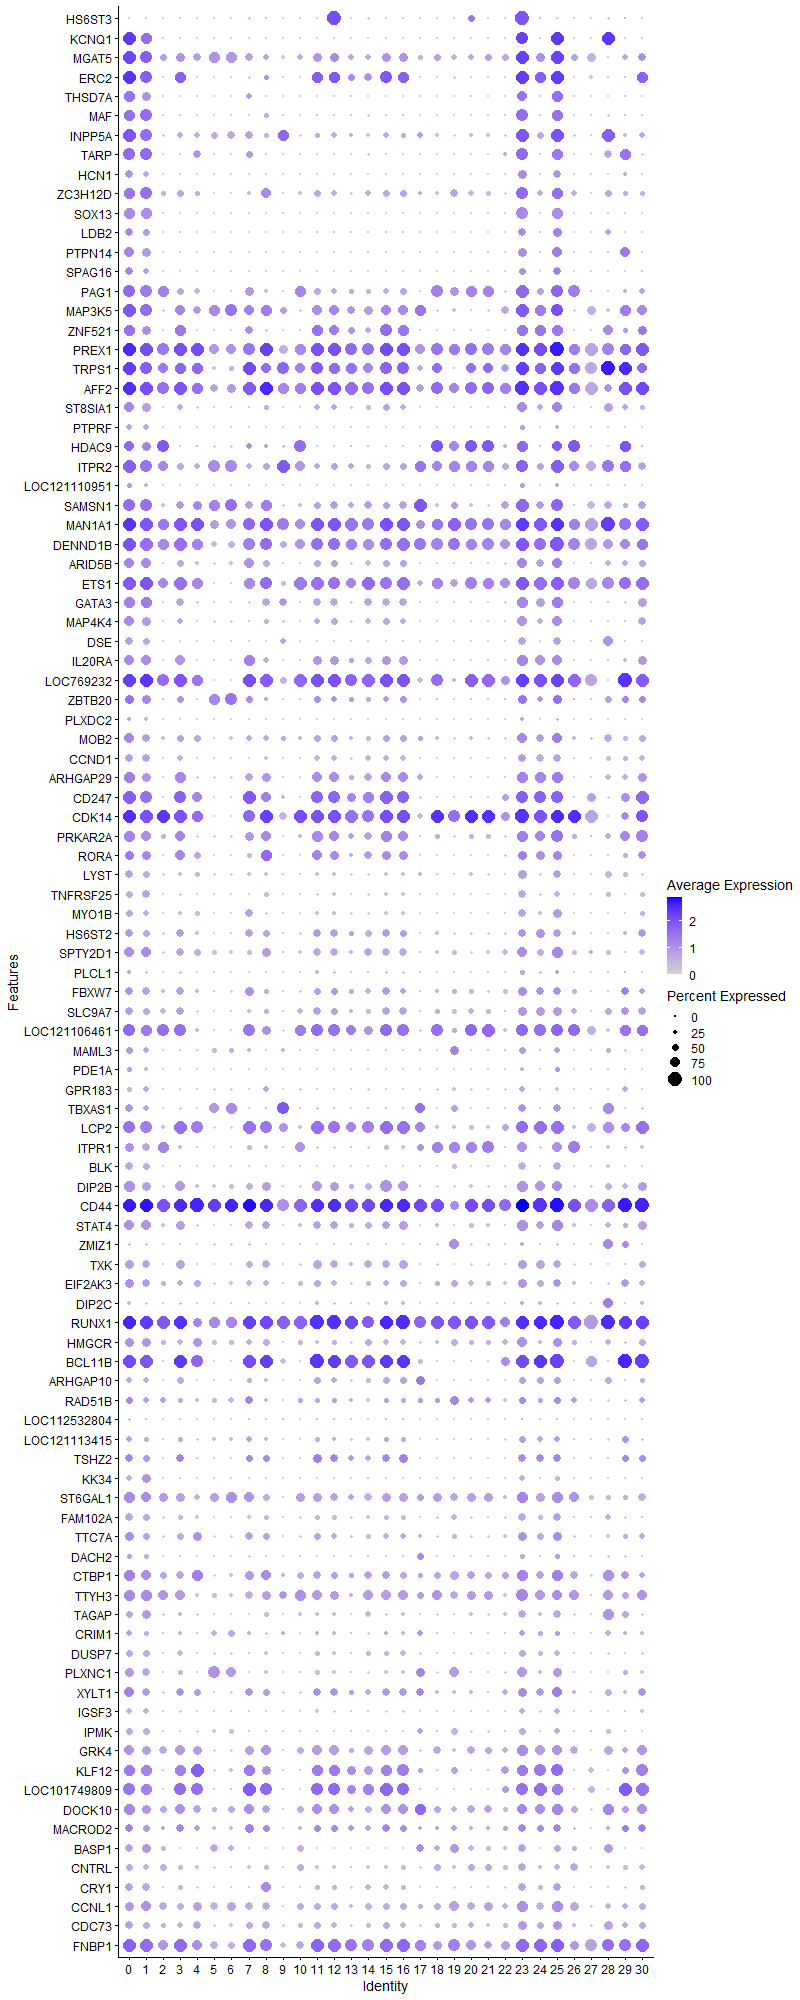 HS6ST3
KCNQ1
MGAT5
ERC2
THSD7A
MAF
INPP5A
TARP
HCN1
ZC3H12D
SOX13
LDB2
PTPN14
SPAG16
PAG1
MAP3K5
ZNF521
PREX1
TRPS1
AFF2
ST8SIA1
PTPRF
HDAC9
ITPR2
LOC121110951
SAMSN1
MAN1A1
DENND1B
ARID5B
ETS1
GATA3
MAP4K4
DSE
IL20RA
LOC769232
ZBTB20
PLXDC2
MOB2
CCND1
ARHGAP29
CD247
CDK14
PRKAR2A
RORA
LYST
TNFRSF25
MYO1B
HS6ST2
SPTY2D1
PLCL1
FBXW7
SLC9A7
LOC121106461
MAML3
PDE1A
GPR183
TBXAS1
LCP2
ITPR1
BLK
DIP2B
CD44
STAT4
ZMIZ1
TXK
EIF2AK3
DIP2C
RUNX1
HMGCR
BCL11B
ARHGAP10
RAD51B
LOC112532804
LOC121113415
TSHZ2
KK34
ST6GAL1
FAM102A
TTC7A
DACH2
CTBP1
TTYH3
TAGAP
CRIM1
DUSP7
PLXNC1
XYLT1
IGSF3
IPMK
GRK4
KLF12
LOC101749809
DOCK10
MACROD2
BASP1
CNTRL
CRY1
CCNL1
CDC73
FNBP1
0 1 2 3 4 5 6 7 8 9 10 11 12 13 14 15 16 17 18 19 20 21 22 23 24 25 26 27 28 29 30
Identity
Features
Average Expression
2
1
0
Percent Expressed
0
25
50
75
100